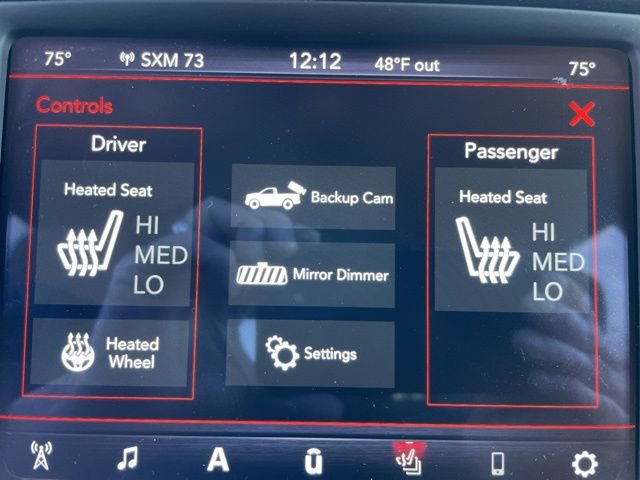 75° SXM 73 12:12 48°F out 75°
Controls
Driver
Heated Seat
HI
MED
LO
Heated
Wheel
Backup Cam
Mirror Dimmer
Settings
Passenger
Heated Seat
HI
MED
LO
A